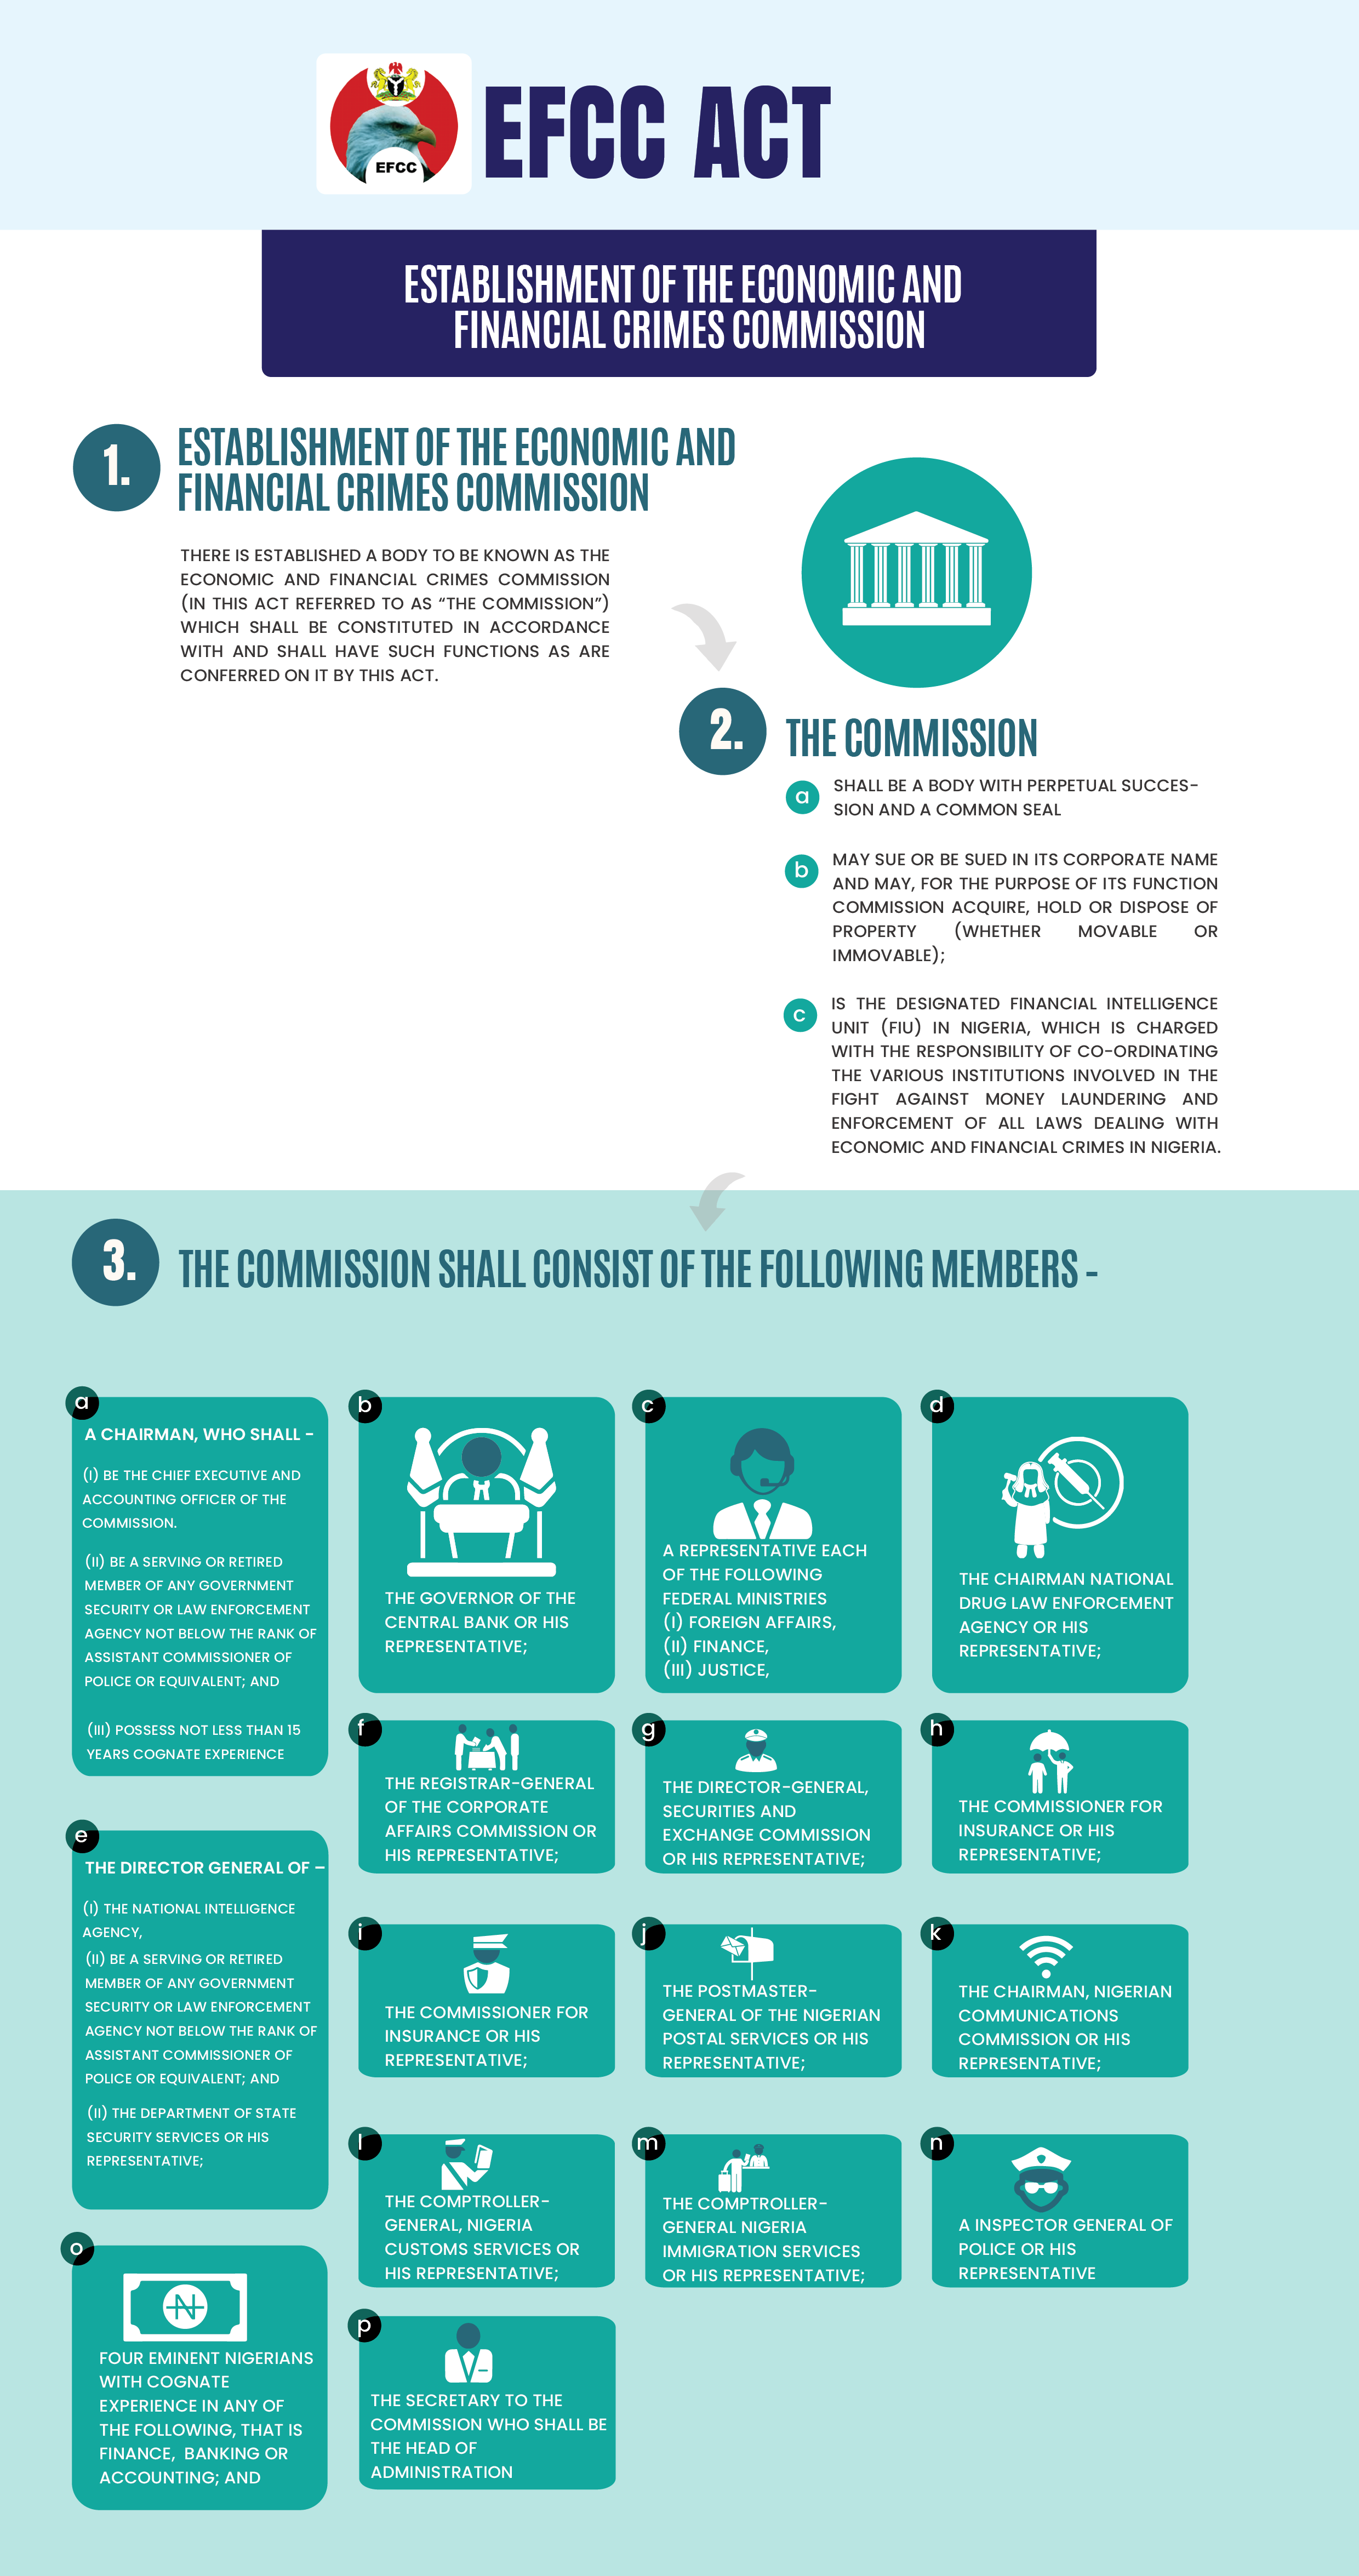 EFCC
EFCC ACT
ESTABLISHMENT OF THE ECONOMIC AND
FINANCIAL CRIMES COMMISSION
1.
ESTABLISHMENT OF THE ECONOMIC AND
FINANCIAL CRIMES COMMISSION
THERE IS ESTABLISHED A BODY TO BE KNOWN AS THE
ECONOMIC AND FINANCIAL CRIMES COMMISSION
(IN THIS ACT REFERRED TO AS “THE COMMISSION”)
WHICH SHALL BE CONSTITUTED IN ACCORDANCE
WITH AND SHALL HAVE SUCH FUNCTIONS AS ARE
CONFERRED ON IT BY THIS ACT.
2.
THE COMMISSION
a
SHALL BE A BODY WITH PERPETUAL SUCCES-
SION AND A COMMON SEAL
b
MAY SUE OR BE SUED IN ITS CORPORATE NAME
AND MAY, FOR THE PURPOSE OF ITS FUNCTION
COMMISSION ACQUIRE, HOLD OR DISPOSE OF
PROPERTY (WHETHER MOVABLE OR
IMMOVABLE);
c
IS THE DESIGNATED FINANCIAL INTELLIGENCE
UNIT (FIU) IN NIGERIA, WHICH IS CHARGED
WITH THE RESPONSIBILITY OF CO-ORDINATING
THE VARIOUS INSTITUTIONS INVOLVED IN THE
FIGHT AGAINST MONEY LAUNDERING AND
ENFORCEMENT OF ALL LAWS DEALING WITH
ECONOMIC AND FINANCIAL CRIMES IN NIGERIA.
3.
THE COMMISSION SHALL CONSIST OF THE FOLLOWING MEMBERS -
a
A CHAIRMAN, WHO SHALL -
(I) BE THE CHIEF EXECUTIVE AND
ACCOUNTING OFFICER OF THE
COMMISSION.
(II) BE A SERVING OR RETIRED
MEMBER OF ANY GOVERNMENT
SECURITY OR LAW ENFORCEMENT
AGENCY NOT BELOW THE RANK OF
ASSISTANT COMMISSIONER OF
POLICE OR EQUIVALENT; AND
(III) POSSESS NOT LESS THAN 15
YEARS COGNATE EXPERIENCE
b
THE GOVERNOR OF THE
CENTRAL BANK OR HIS
REPRESENTATIVE;
c
A REPRESENTATIVE EACH
OF THE FOLLOWING
FEDERAL MINISTRIES
(I) FOREIGN AFFAIRS,
(II) FINANCE,
(III) JUSTICE,
d
THE CHAIRMAN NATIONAL
DRUG LAW ENFORCEMENT
AGENCY OR HIS
REPRESENTATIVE;
e
THE DIRECTOR GENERAL OF –
(I) THE NATIONAL INTELLIGENCE
AGENCY,
(II) BE A SERVING OR RETIRED
MEMBER OF ANY GOVERNMENT
SECURITY OR LAW ENFORCEMENT
AGENCY NOT BELOW THE RANK OF
ASSISTANT COMMISSIONER OF
POLICE OR EQUIVALENT; AND
(II) THE DEPARTMENT OF STATE
SECURITY SERVICES OR HIS
REPRESENTATIVE;
f
THE REGISTRAR-GENERAL
OF THE CORPORATE
AFFAIRS COMMISSION OR
HIS REPRESENTATIVE;
g
THE DIRECTOR-GENERAL,
SECURITIES AND
EXCHANGE COMMISSION
OR HIS REPRESENTATIVE;
h
THE COMMISSIONER FOR
INSURANCE OR HIS
REPRESENTATIVE;
i
THE COMMISSIONER FOR
INSURANCE OR HIS
REPRESENTATIVE;
j
THE POSTMASTER-
GENERAL OF THE NIGERIAN
POSTAL SERVICES OR HIS
REPRESENTATIVE;
k
THE CHAIRMAN, NIGERIAN
COMMUNICATIONS
COMMISSION OR HIS
REPRESENTATIVE;
l
THE COMPTROLLER-
GENERAL, NIGERIA
CUSTOMS SERVICES OR
HIS REPRESENTATIVE;
m
THE COMPTROLLER-
GENERAL NIGERIA
IMMIGRATION SERVICES
OR HIS REPRESENTATIVE;
n
A INSPECTOR GENERAL OF
POLICE OR HIS
REPRESENTATIVE
o
₦
FOUR EMINENT NIGERIANS
WITH COGNATE
EXPERIENCE IN ANY OF
THE FOLLOWING, THAT IS
FINANCE, BANKING OR
ACCOUNTING; AND
p
THE SECRETARY TO THE
COMMISSION WHO SHALL BE
THE HEAD OF
ADMINISTRATION